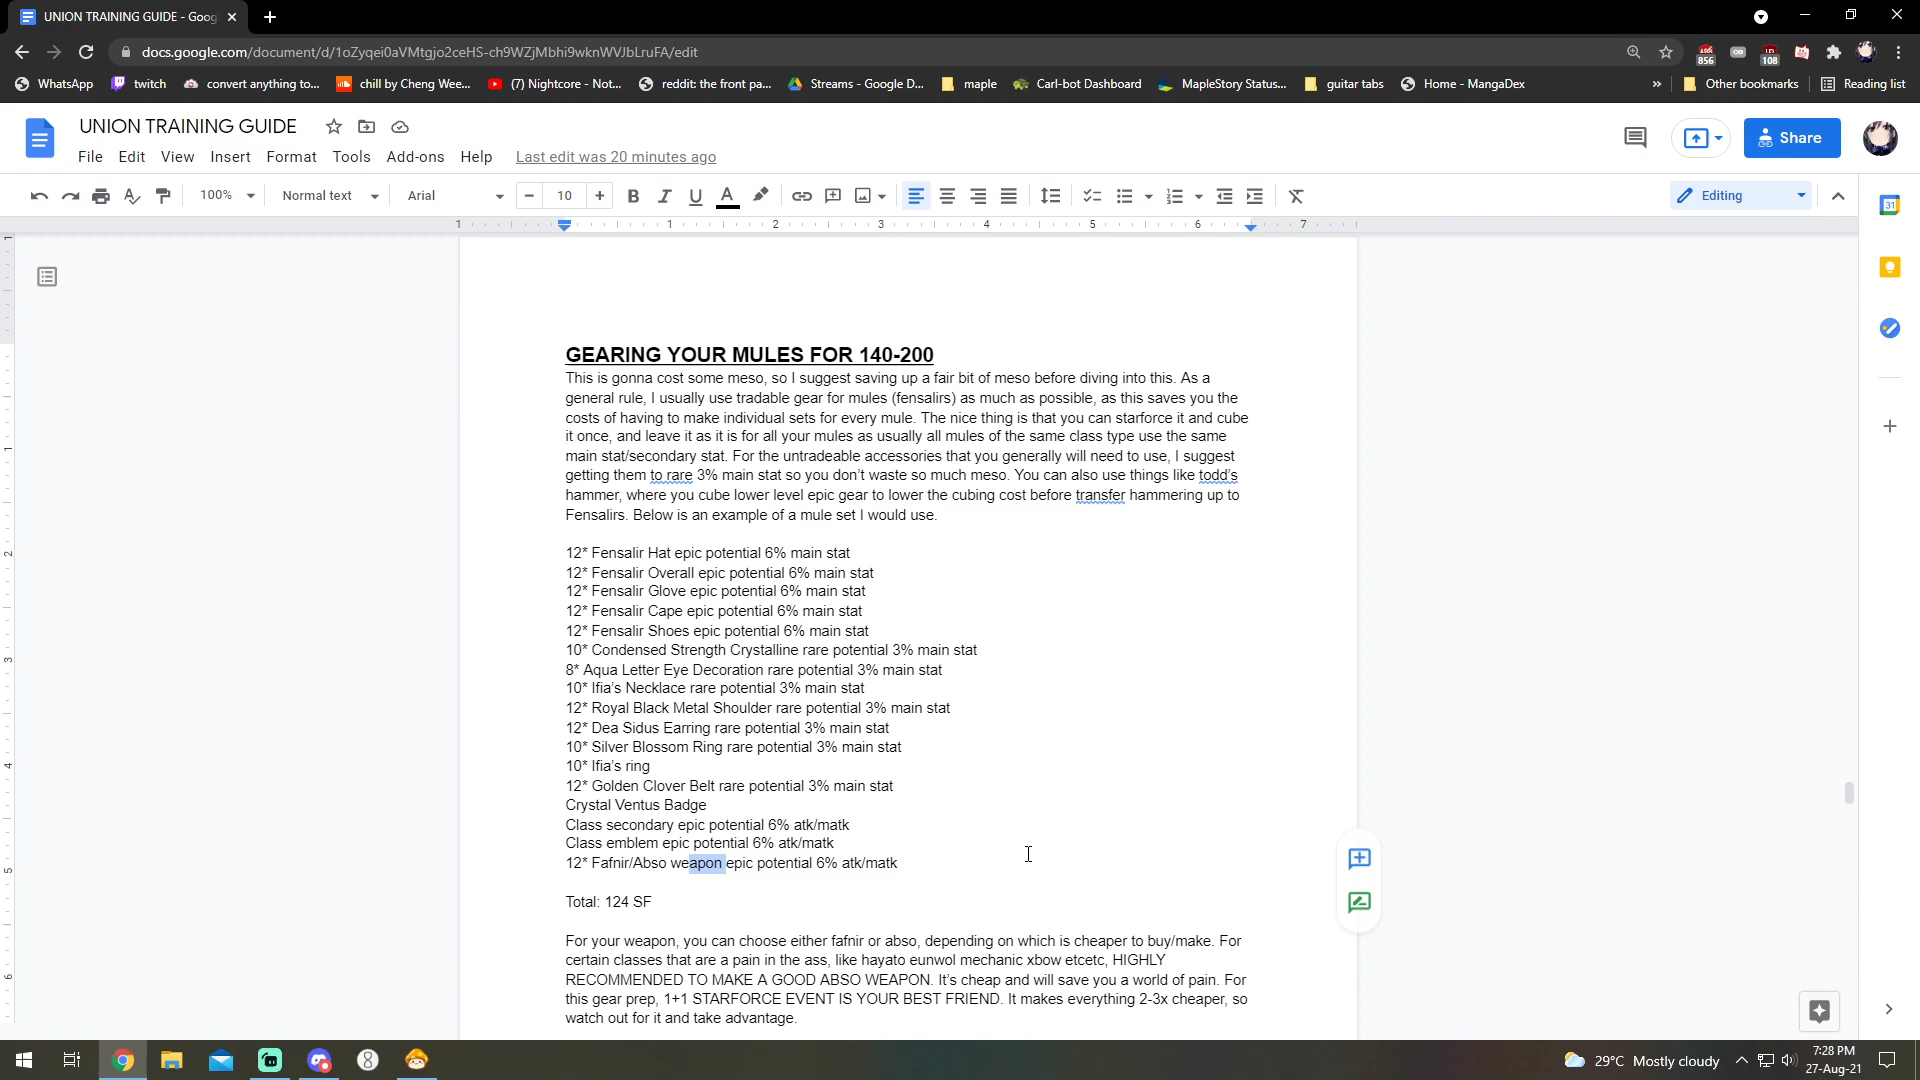 UNION TRAINING GUIDE - Goog
docs.google.com/document/d/1oZyqei0aVMtgjo2ceHS-ch9WZjMbhi9wknWVJbLruFA/edit
856
108
WhatsApp twitch convert anything to... chill by Cheng Wee... (7) Nightcore - Not... reddit: the front pa... Streams - Google D... maple Carl-bot Dashboard MapleStory Status... guitar tabs Home - MangaDex » Other bookmarks Reading list
UNION TRAINING GUIDE
File Edit View Insert Format Tools Add-ons Help Last edit was 20 minutes ago
Share
100% Normal text Arial 10 B I U A Editing
31
1 1 2 3 4 5 6 7
1
1
2
3
4
5
6
GEARING YOUR MULES FOR 140-200
This is gonna cost some meso, so I suggest saving up a fair bit of meso before diving into this. As a
general rule, I usually use tradable gear for mules (fensalirs) as much as possible, as this saves you the
costs of having to make individual sets for every mule. The nice thing is that you can starforce it and cube
it once, and leave it as it is for all your mules as usually all mules of the same class type use the same
main stat/secondary stat. For the untradeable accessories that you generally will need to use, I suggest
getting them to rare 3% main stat so you don't waste so much meso. You can also use things like todd's
hammer, where you cube lower level epic gear to lower the cubing cost before transfer hammering up to
Fensalirs. Below is an example of a mule set I would use.
12* Fensalir Hat epic potential 6% main stat
12* Fensalir Overall epic potential 6% main stat
12* Fensalir Glove epic potential 6% main stat
12* Fensalir Cape epic potential 6% main stat
12* Fensalir Shoes epic potential 6% main stat
10* Condensed Strength Crystalline rare potential 3% main stat
8* Aqua Letter Eye Decoration rare potential 3% main stat
10* Ifia's Necklace rare potential 3% main stat
12* Royal Black Metal Shoulder rare potential 3% main stat
12* Dea Sidus Earring rare potential 3% main stat
10* Silver Blossom Ring rare potential 3% main stat
10* Ifia's ring
12* Golden Clover Belt rare potential 3% main stat
Crystal Ventus Badge
Class secondary epic potential 6% atk/matk
Class emblem epic potential 6% atk/matk
12* Fafnir/Abso weapon epic potential 6% atk/matk
Total: 124 SF
For your weapon, you can choose either fafnir or abso, depending on which is cheaper to buy/make. For
certain classes that are a pain in the ass, like hayato eunwol mechanic xbow etcetc, HIGHLY
RECOMMENDED TO MAKE A GOOD ABSO WEAPON. It's cheap and will save you a world of pain. For
this gear prep, 1+1 STARFORCE EVENT IS YOUR BEST FRIEND. It makes everything 2-3x cheaper, so
watch out for it and take advantage.
29°C Mostly cloudy
7:28 PM
27-Aug-21